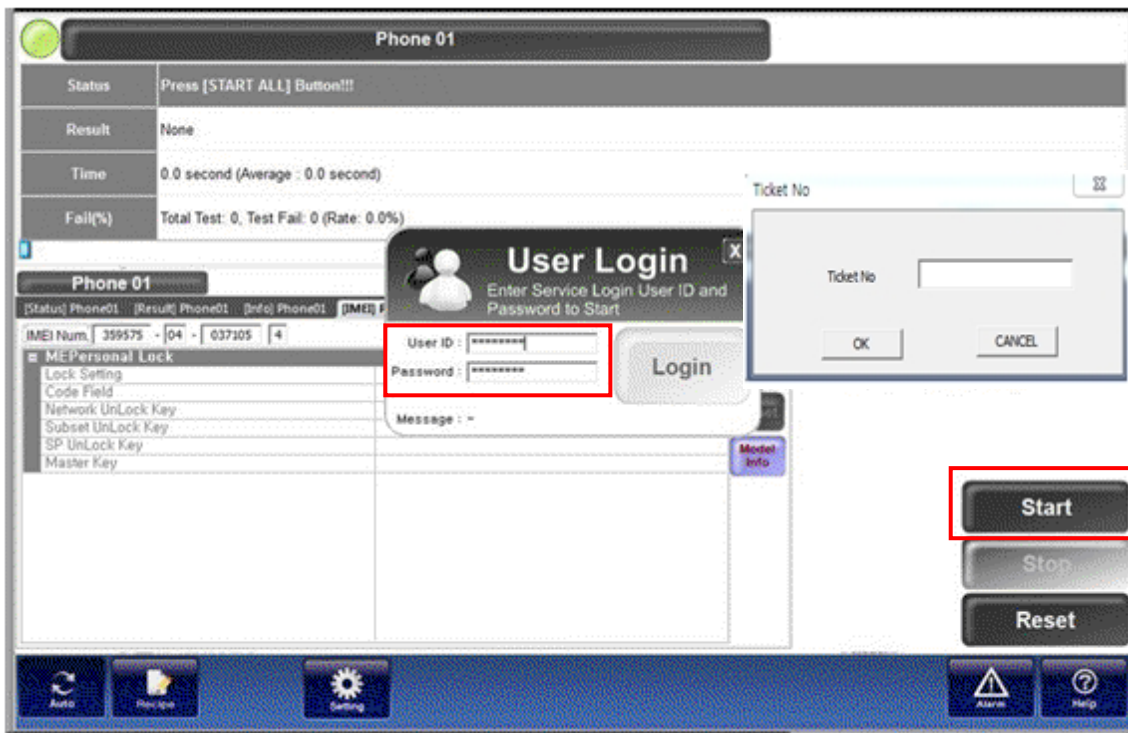 Phone 01
Status Press [START ALL] Button!!!
Result None
Time 0.0 second (Average : 0.0 second)
Fail(%) Total Test: 0, Test Fail: 0 (Rate: 0.0%)
Ticket No
Ticket No
OK CANCEL
User Login X
Enter Service Login User ID and
Password to Start
User ID : ********
Password : ********
Login
Message : -
Phone 01
[Status] Phone01 [Result] Phone01 [Info] Phone01 [IMEI]
IMEI Num. 359575 - 04 - 037105 4
MEPersonal Lock
Lock Setting
Code Field
Network UnLock Key
Subset UnLock Key
SP UnLock Key
Master Key
Model
Info
Start
Stop
Reset
Auto Recipe Setting Alarm Help